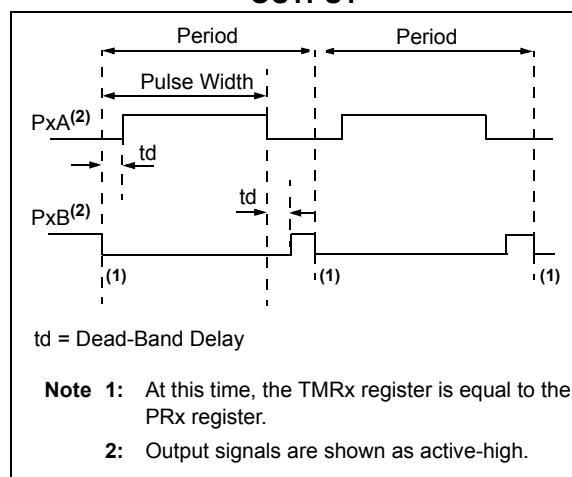 Period Period
Pulse Width
PxA(2)
td
td
PxB(2)
(1) (1) (1)
td = Dead-Band Delay
Note 1: At this time, the TMRx register is equal to the
PRx register.
2: Output signals are shown as active-high.